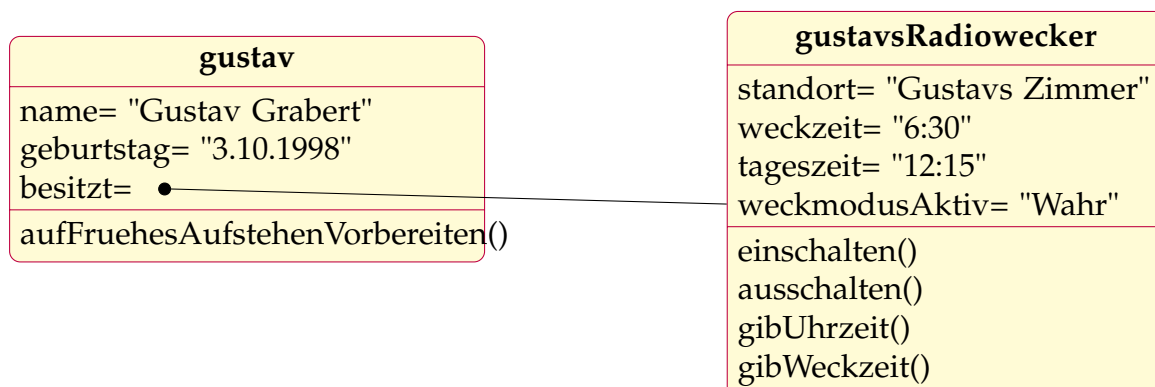 gustav
name= "Gustav Grabert"
geburtstag= "3.10.1998"
besitzt=
aufFruehesAufstehenVorbereiten()
gustavsRadiowecker
standort= "Gustavs Zimmer"
weckzeit= "6:30"
tageszeit= "12:15"
weckmodusAktiv= "Wahr"
einschalten()
ausschalten()
gibUhrzeit()
gibWeckzeit()